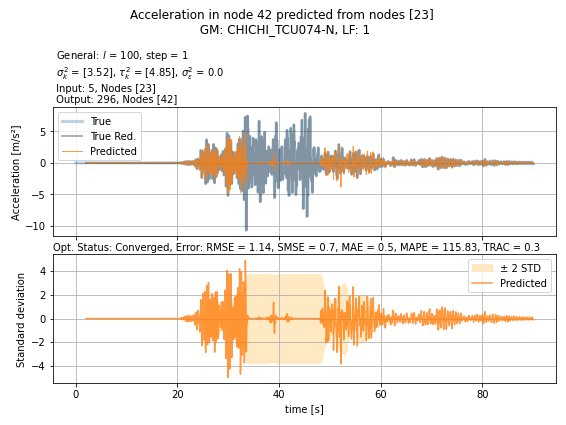 Acceleration in node 42 predicted from nodes [23]
GM: CHICHI_TCU074-N, LF: 1
General: l = 100, step = 1
σ²ₖ = [3.52], τ²ₖ = [4.85], σ²ₑ = 0.0
Input: 5, Nodes [23]
Output: 296, Nodes [42]
True
True Red.
Predicted
Acceleration [m/s²]
5
0
−5
−10
Opt. Status: Converged, Error: RMSE = 1.14, SMSE = 0.7, MAE = 0.5, MAPE = 115.83, TRAC = 0.3
± 2 STD
Predicted
Standard deviation
4
2
0
−2
−4
0 20 40 60 80
time [s]